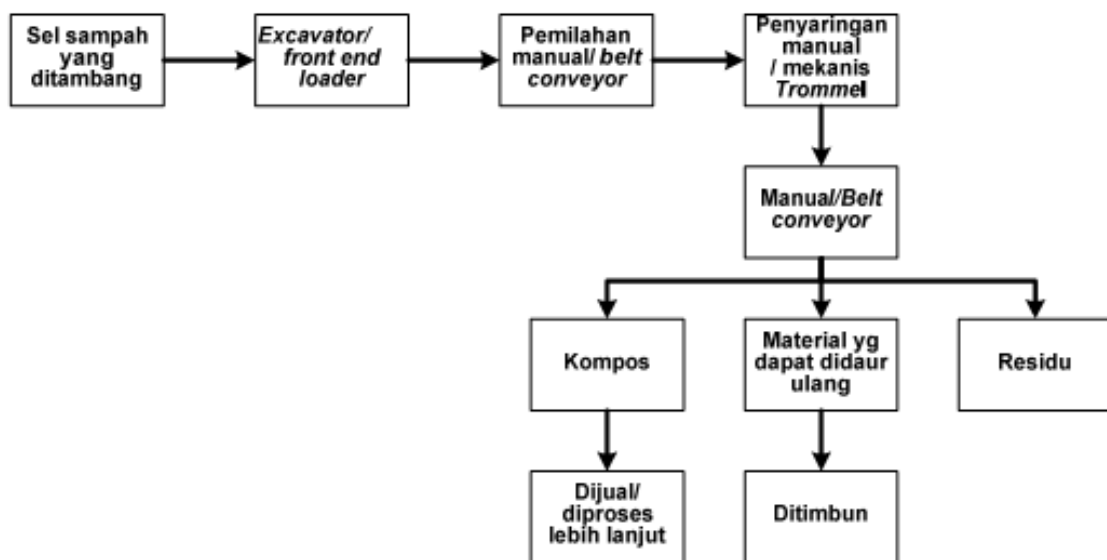 Sel sampah
yang
ditambang
Excavator/
front end
loader
Pemilahan
manual/ belt
conveyor
Penyaringan
manual
/ mekanis
Trommel
Manual/Belt
conveyor
Kompos
Material yg
dapat didaur
ulang
Residu
Dijual/
diproses
lebih lanjut
Ditimbun